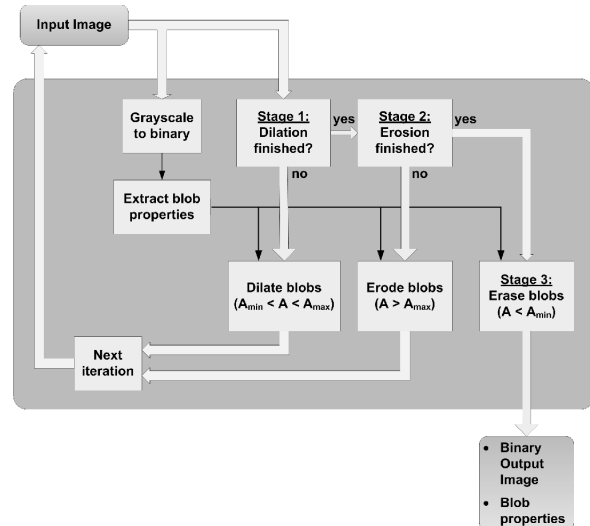 Input Image
Grayscale
to binary
Stage 1:
Dilation
finished?
yes
Stage 2:
Erosion
finished?
yes
no
no
Extract blob
properties
Dilate blobs
(Amin < A < Amax)
Erode blobs
(A > Amax)
Stage 3:
Erase blobs
(A < Amin)
Next
iteration
• Binary
Output
Image
• Blob
properties